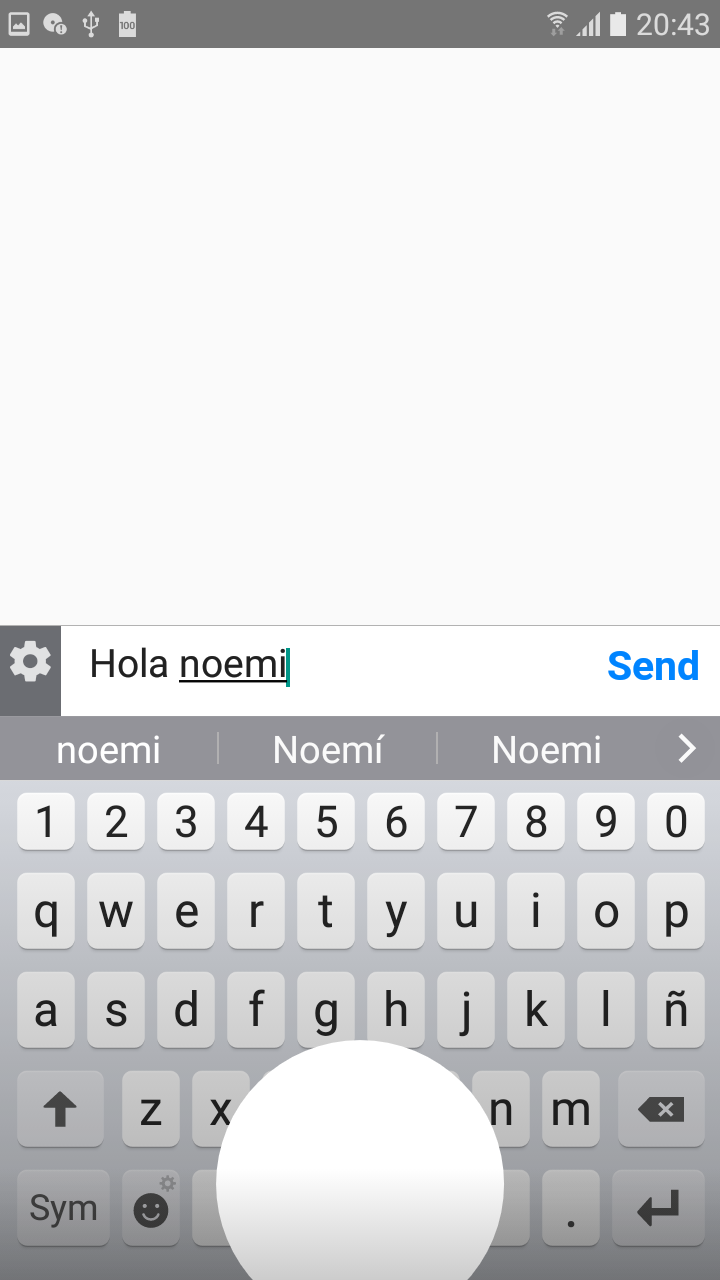 100 20:43
Hola noemi Send
noemi Noemí Noemi
1 2 3 4 5 6 7 8 9 0
q w e r t y u i o p
a s d f g h j k l ñ
z x n m
Sym .